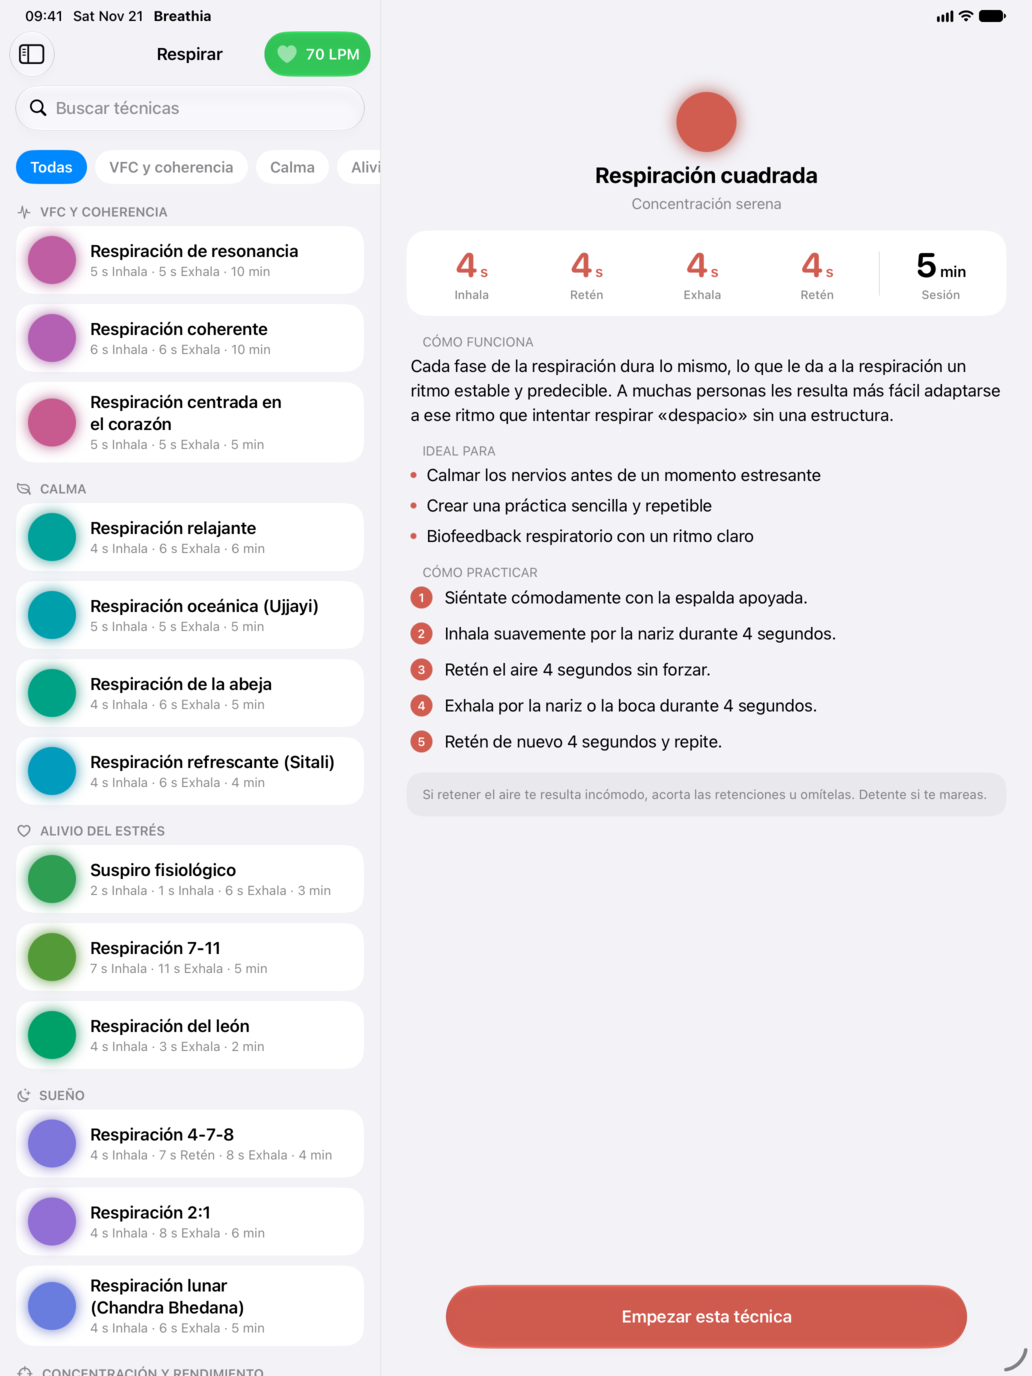 09:41 Sat Nov 21 Breathia
Respirar
70 LPM
Buscar técnicas
Todas
VFC y coherencia
Calma
Alivi
VFC Y COHERENCIA
Respiración de resonancia
5 s Inhala · 5 s Exhala · 10 min
Respiración coherente
6 s Inhala · 6 s Exhala · 10 min
Respiración centrada en
el corazón
5 s Inhala · 5 s Exhala · 5 min
CALMA
Respiración relajante
4 s Inhala · 6 s Exhala · 6 min
Respiración oceánica (Ujjayi)
5 s Inhala · 5 s Exhala · 5 min
Respiración de la abeja
4 s Inhala · 6 s Exhala · 5 min
Respiración refrescante (Sitali)
4 s Inhala · 6 s Exhala · 4 min
ALIVIO DEL ESTRÉS
Suspiro fisiológico
2 s Inhala · 1 s Inhala · 6 s Exhala · 3 min
Respiración 7-11
7 s Inhala · 11 s Exhala · 5 min
Respiración del león
4 s Inhala · 3 s Exhala · 2 min
SUEÑO
Respiración 4-7-8
4 s Inhala · 7 s Retén · 8 s Exhala · 4 min
Respiración 2:1
4 s Inhala · 8 s Exhala · 6 min
Respiración lunar
(Chandra Bhedana)
4 s Inhala · 6 s Exhala · 5 min
CONCENTRACIÓN Y RENDIMIENTO
Respiración cuadrada
Concentración serena
4 s 4 s 4 s 4 s 5 min
Inhala Retén Exhala Retén Sesión
CÓMO FUNCIONA
Cada fase de la respiración dura lo mismo, lo que le da a la respiración un
ritmo estable y predecible. A muchas personas les resulta más fácil adaptarse
a ese ritmo que intentar respirar «despacio» sin una estructura.
IDEAL PARA
• Calmar los nervios antes de un momento estresante
• Crear una práctica sencilla y repetible
• Biofeedback respiratorio con un ritmo claro
CÓMO PRACTICAR
1 Siéntate cómodamente con la espalda apoyada.
2 Inhala suavemente por la nariz durante 4 segundos.
3 Retén el aire 4 segundos sin forzar.
4 Exhala por la nariz o la boca durante 4 segundos.
5 Retén de nuevo 4 segundos y repite.
Si retener el aire te resulta incómodo, acorta las retenciones u omítelas. Detente si te mareas.
Empezar esta técnica